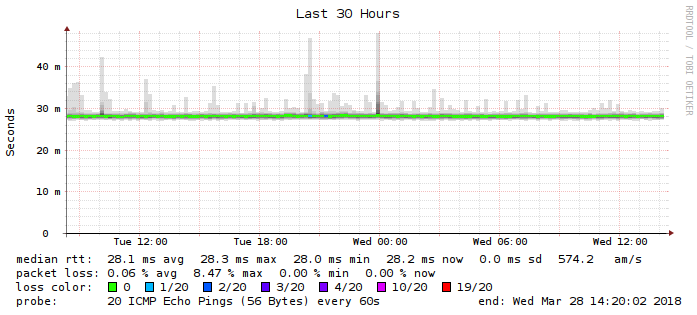 Last 30 Hours
RRDTOOL / TOBI OETIKER
Seconds
40 m
30 m
20 m
10 m
0
Tue 12:00 Tue 18:00 Wed 00:00 Wed 06:00 Wed 12:00
median rtt: 28.1 ms avg 28.3 ms max 28.0 ms min 28.2 ms now 0.0 ms sd 574.2 am/s
packet loss: 0.06 % avg 8.47 % max 0.00 % min 0.00 % now
loss color: 0 1/20 2/20 3/20 4/20 10/20 19/20
probe: 20 ICMP Echo Pings (56 Bytes) every 60s end: Wed Mar 28 14:20:02 2018